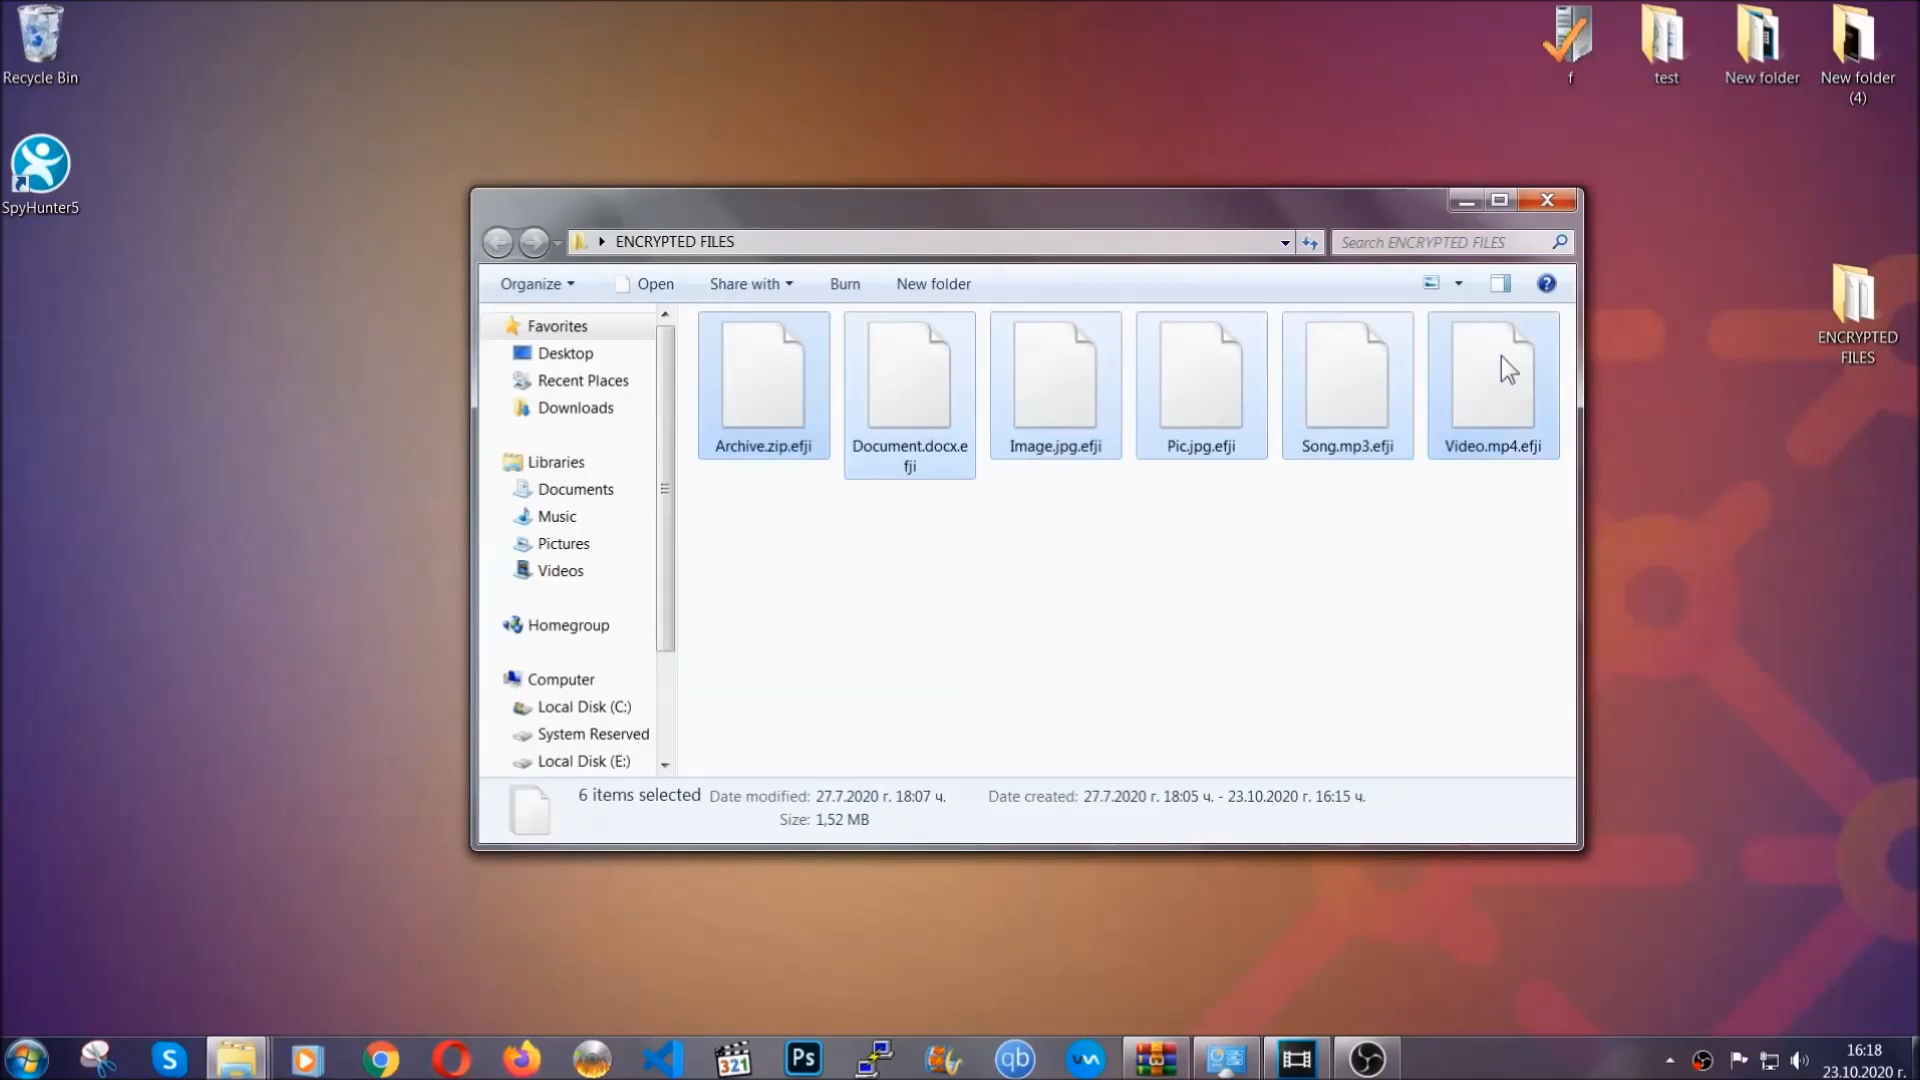 Recycle Bin
SpyHunter5
f
test
New folder
New folder
(4)
ENCRYPTED
FILES
ENCRYPTED FILES
Search ENCRYPTED FILES
Organize
Open
Share with
Burn
New folder
Favorites
Desktop
Recent Places
Downloads
Libraries
Documents
Music
Pictures
Videos
Homegroup
Computer
Local Disk (C:)
System Reserved
Local Disk (E:)
Archive.zip.efji
Document.docx.e
fji
Image.jpg.efji
Pic.jpg.efji
Song.mp3.efji
Video.mp4.efji
6 items selected
Date modified: 27.7.2020 г. 18:07 ч.
Date created: 27.7.2020 г. 18:05 ч. - 23.10.2020 г. 16:15 ч.
Size: 1,52 MB
S
321
Ps
qb
16:18
23.10.2020 г.